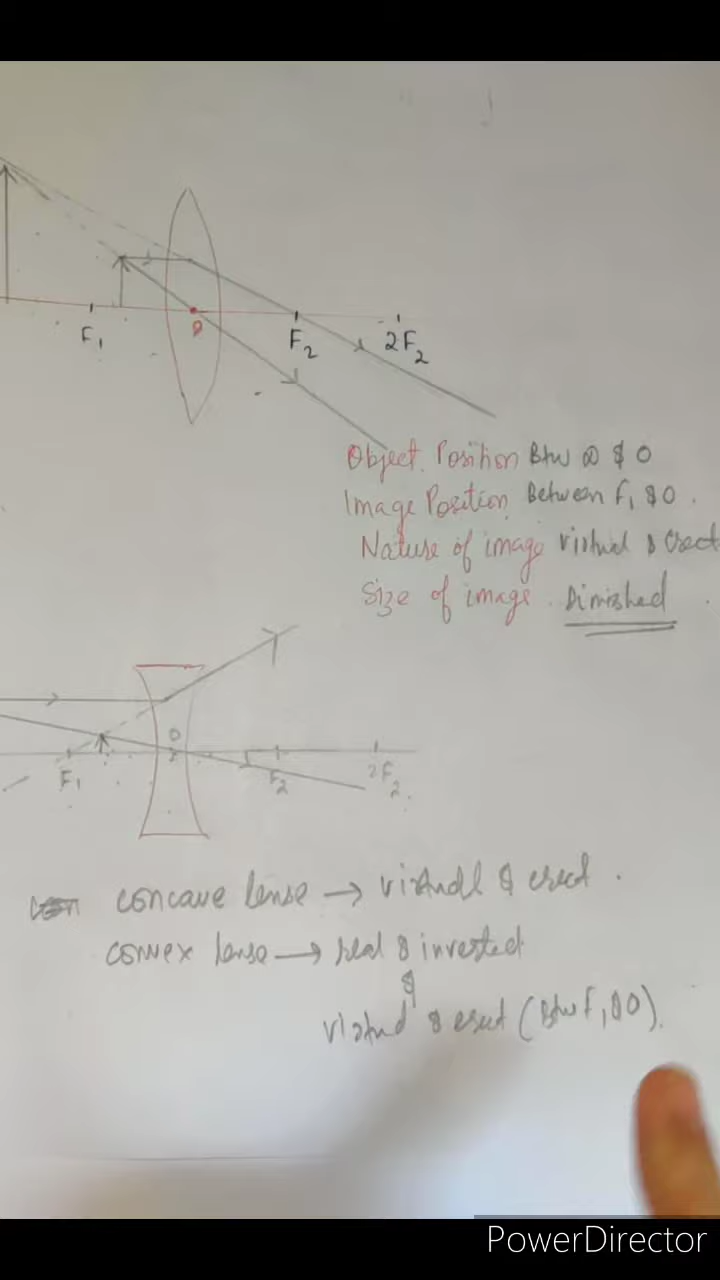 F₁
O
F₂
2F₂
Object Position Btw ∞ & O
Image Position Between F₁ & O.
Nature of image virtual & erect
Size of image. Diminished
O
F₁
F₂
2F₂.
concave lense → virtual & erect.
convex lense → real & inverted
&
virtual & erect (Btw F₁ & O).
PowerDirector